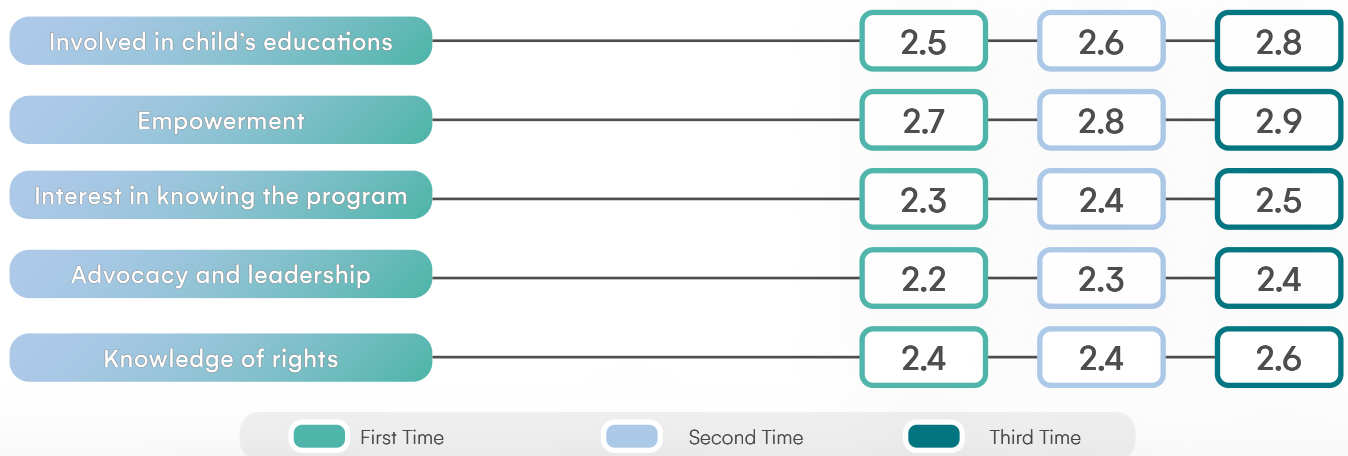 Involved in child's educations 2.5 2.6 2.8
Empowerment 2.7 2.8 2.9
Interest in knowing the program 2.3 2.4 2.5
Advocacy and leadership 2.2 2.3 2.4
Knowledge of rights 2.4 2.4 2.6
First Time Second Time Third Time